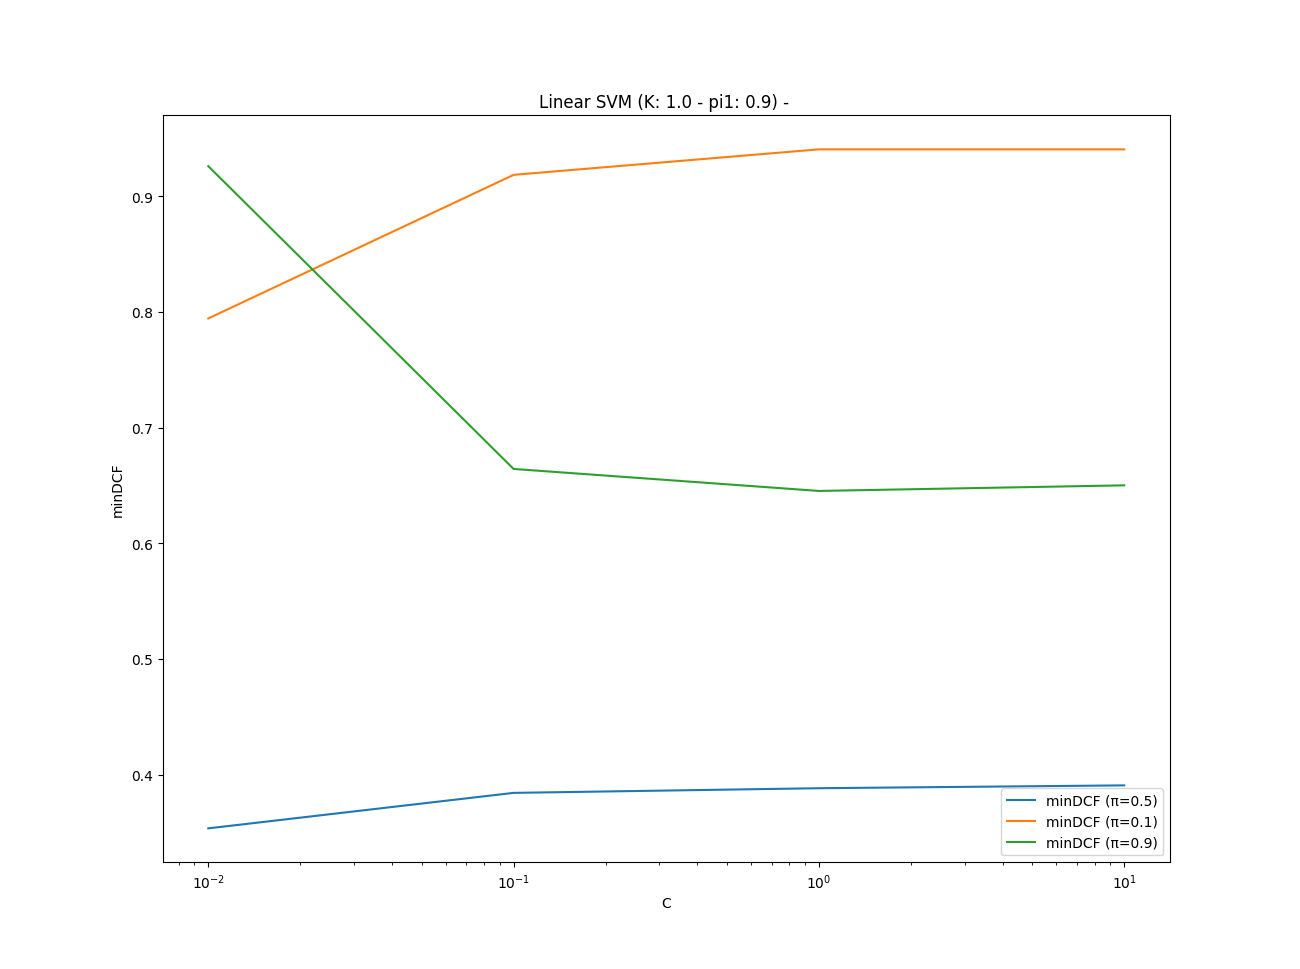 Linear SVM (K: 1.0 - pi1: 0.9) -
minDCF
0.9
0.8
0.7
0.6
0.5
0.4
minDCF (π=0.5)
minDCF (π=0.1)
minDCF (π=0.9)
10⁻² 10⁻¹ 10⁰ 10¹
C